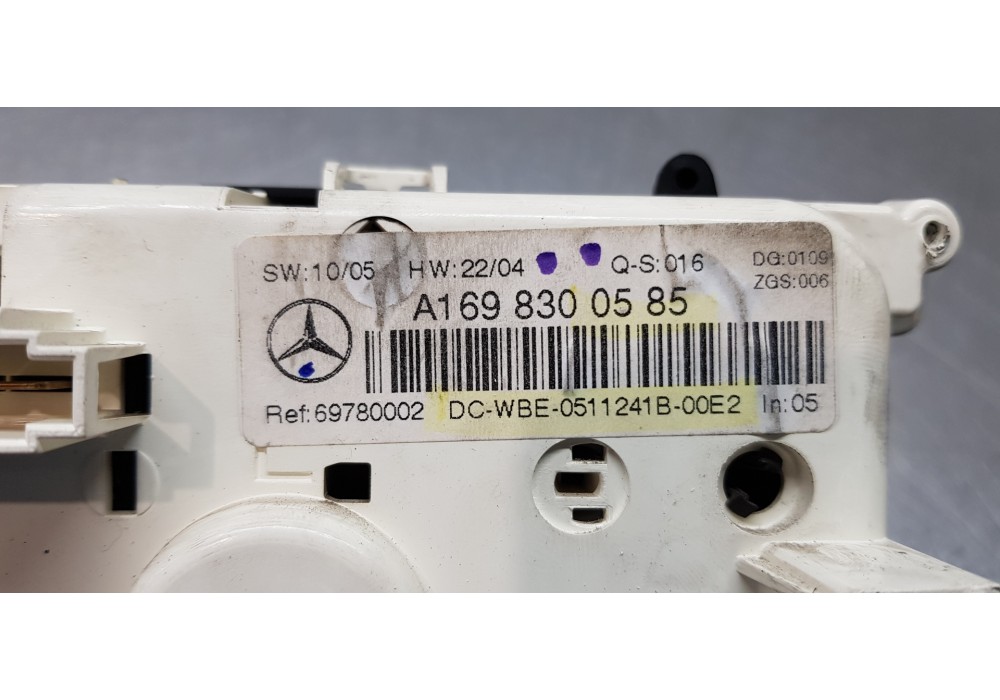 SW:10/05 HW:22/04 Q-S:016 DG:0109
ZGS:006
A169 830 05 85
Ref:69780002 DC-WBE-0511241B-00E2 In:05